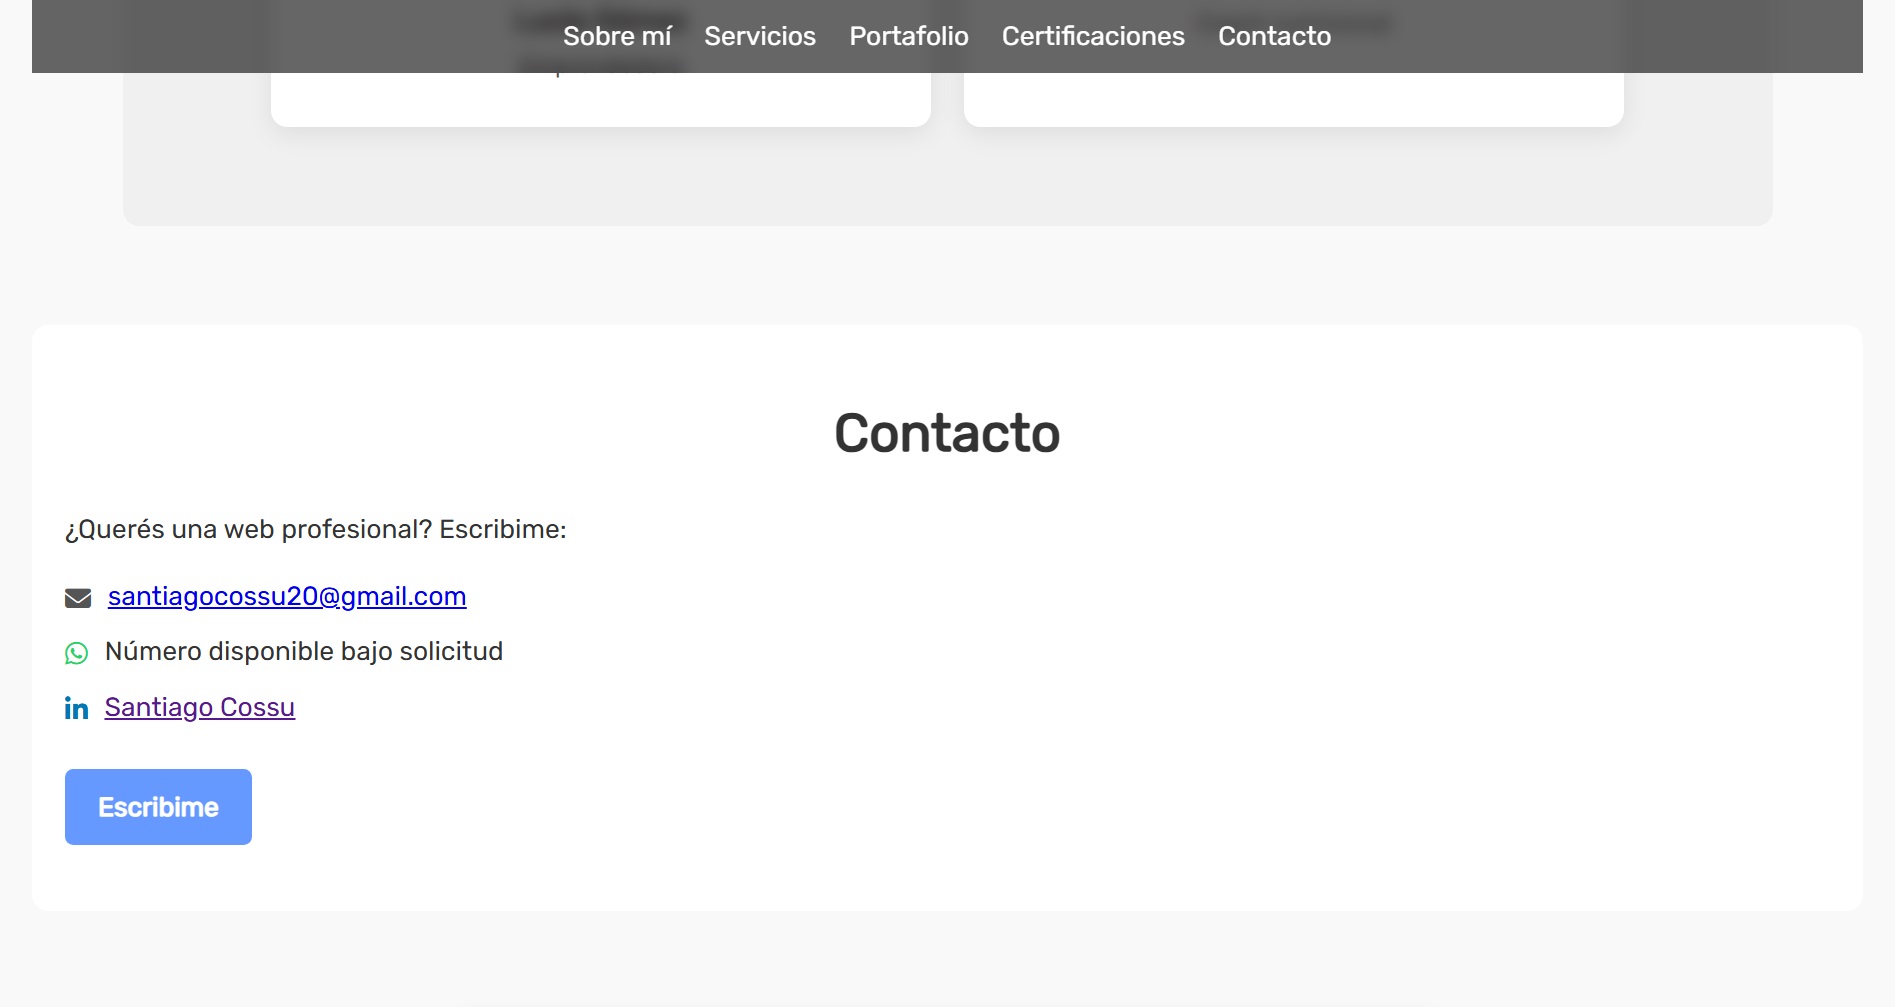 Sobre mí Servicios Portafolio Certificaciones Contacto
Contacto
¿Querés una web profesional? Escribime:
santiagocossu20@gmail.com
Número disponible bajo solicitud
in Santiago Cossu
Escribime